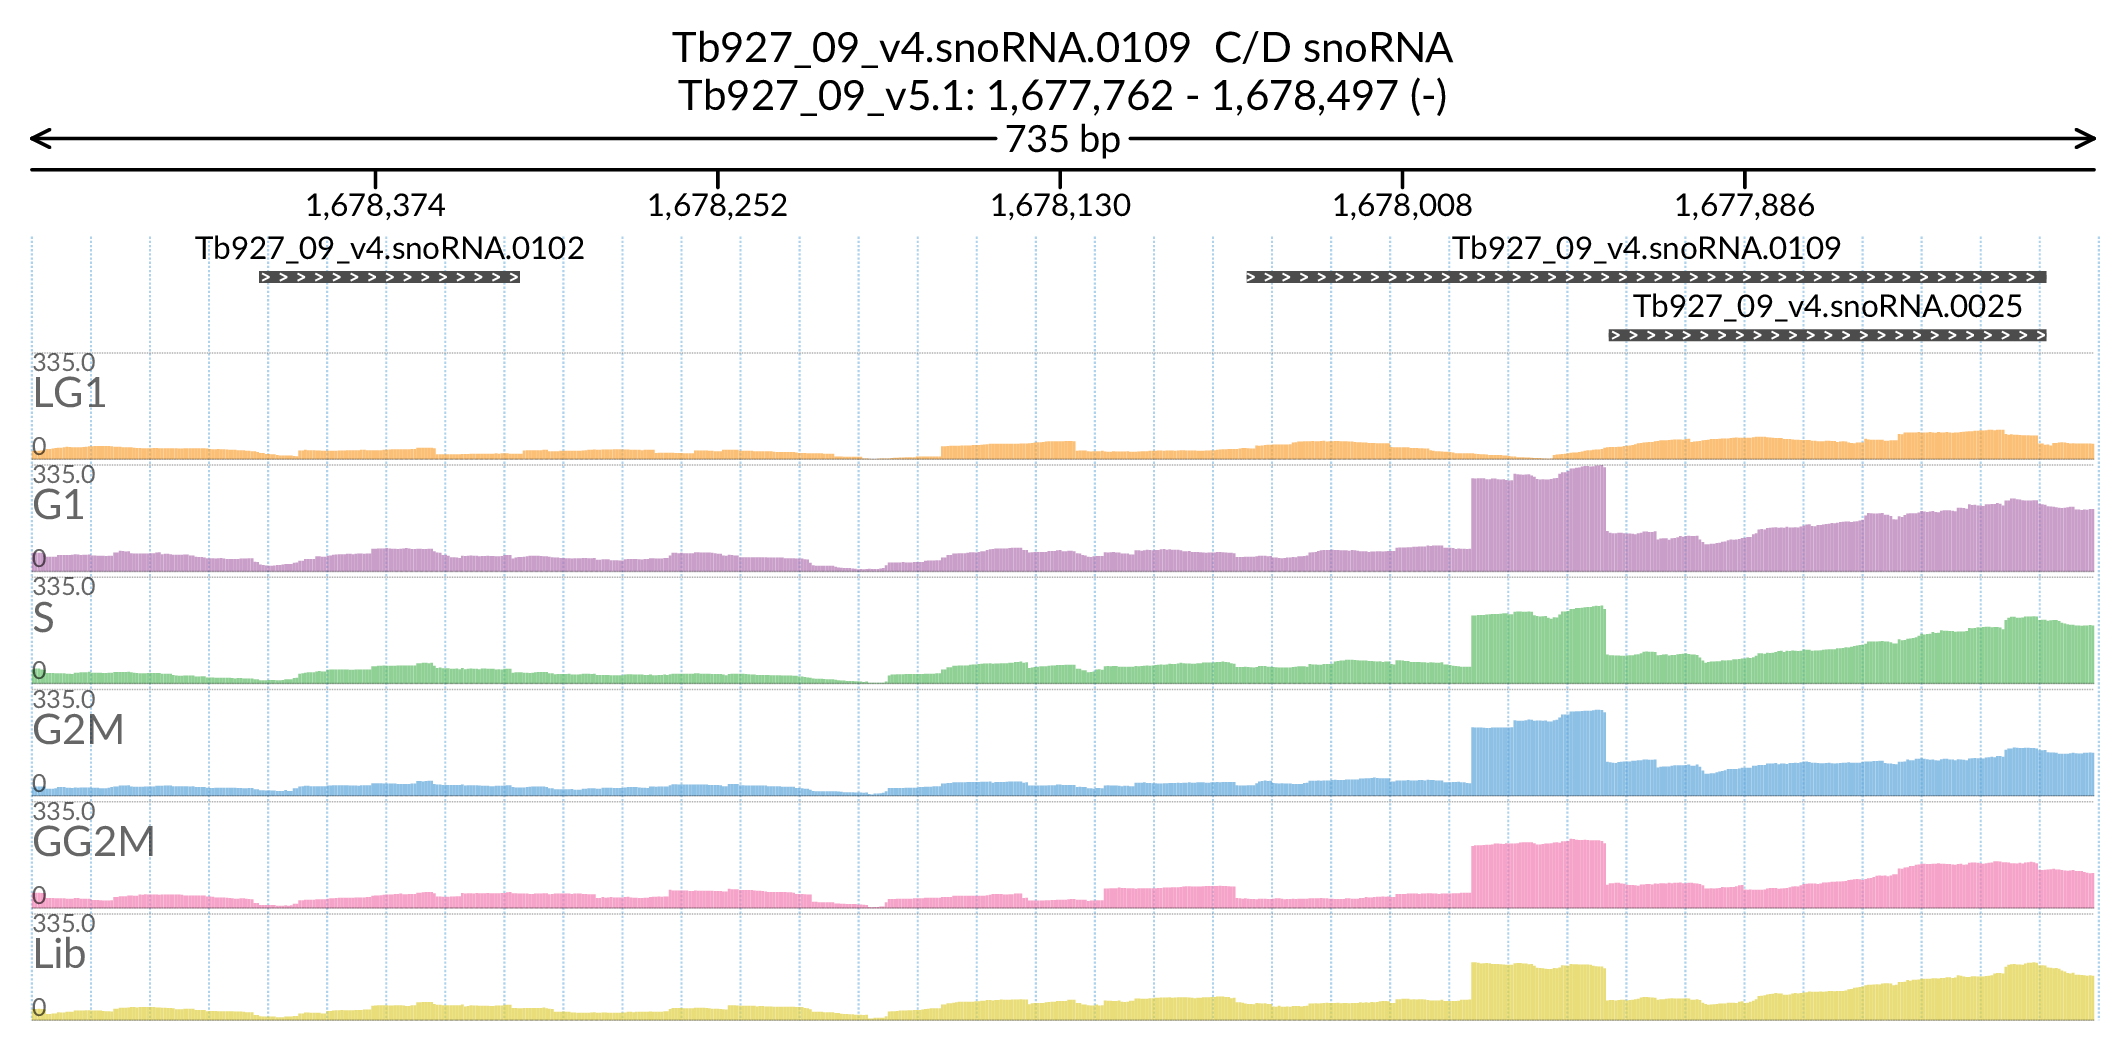 Tb927_09_v4.snoRNA.0109  C/D snoRNA
Tb927_09_v5.1: 1,677,762 - 1,678,497 (-)
735 bp
1,678,374 1,678,252 1,678,130 1,678,008 1,677,886
Tb927_09_v4.snoRNA.0102 Tb927_09_v4.snoRNA.0109
Tb927_09_v4.snoRNA.0025
335.0
LG1
0
335.0
G1
0
335.0
S
0
335.0
G2M
0
335.0
GG2M
0
335.0
Lib
0